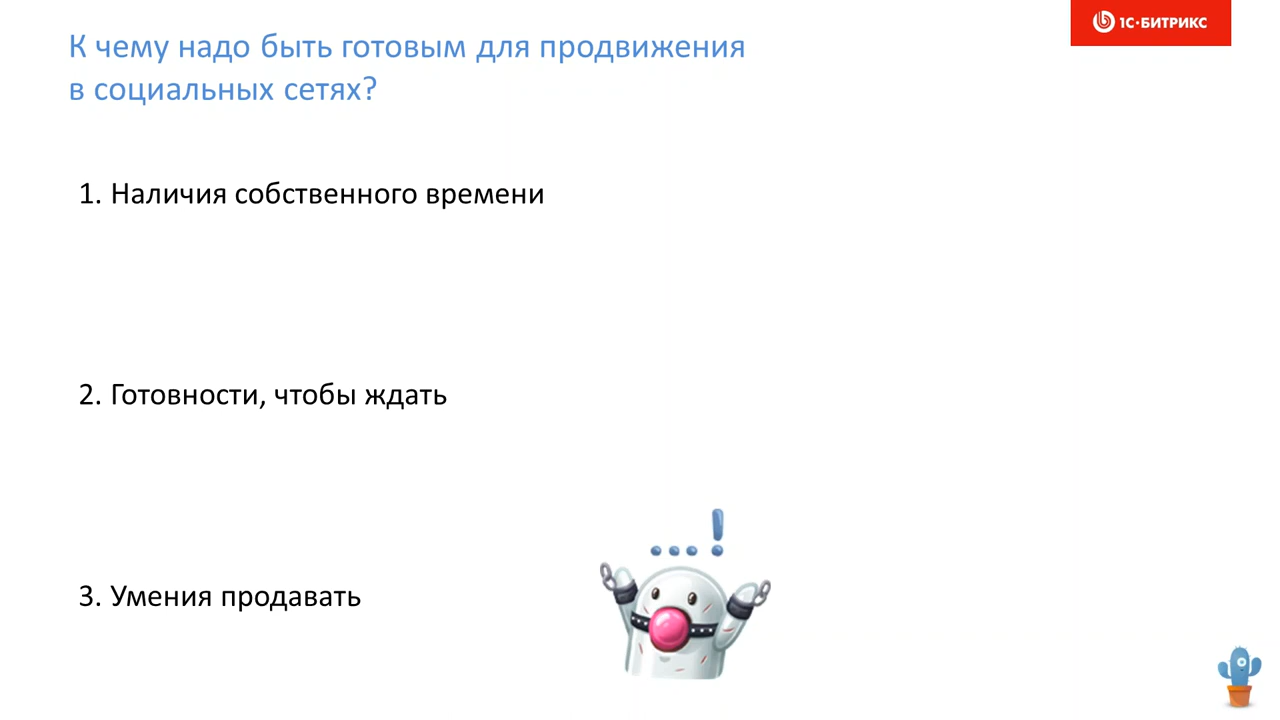 1С·БИТРИКС
К чему надо быть готовым для продвижения
в социальных сетях?
1. Наличия собственного времени
2. Готовности, чтобы ждать
...!
3. Умения продавать